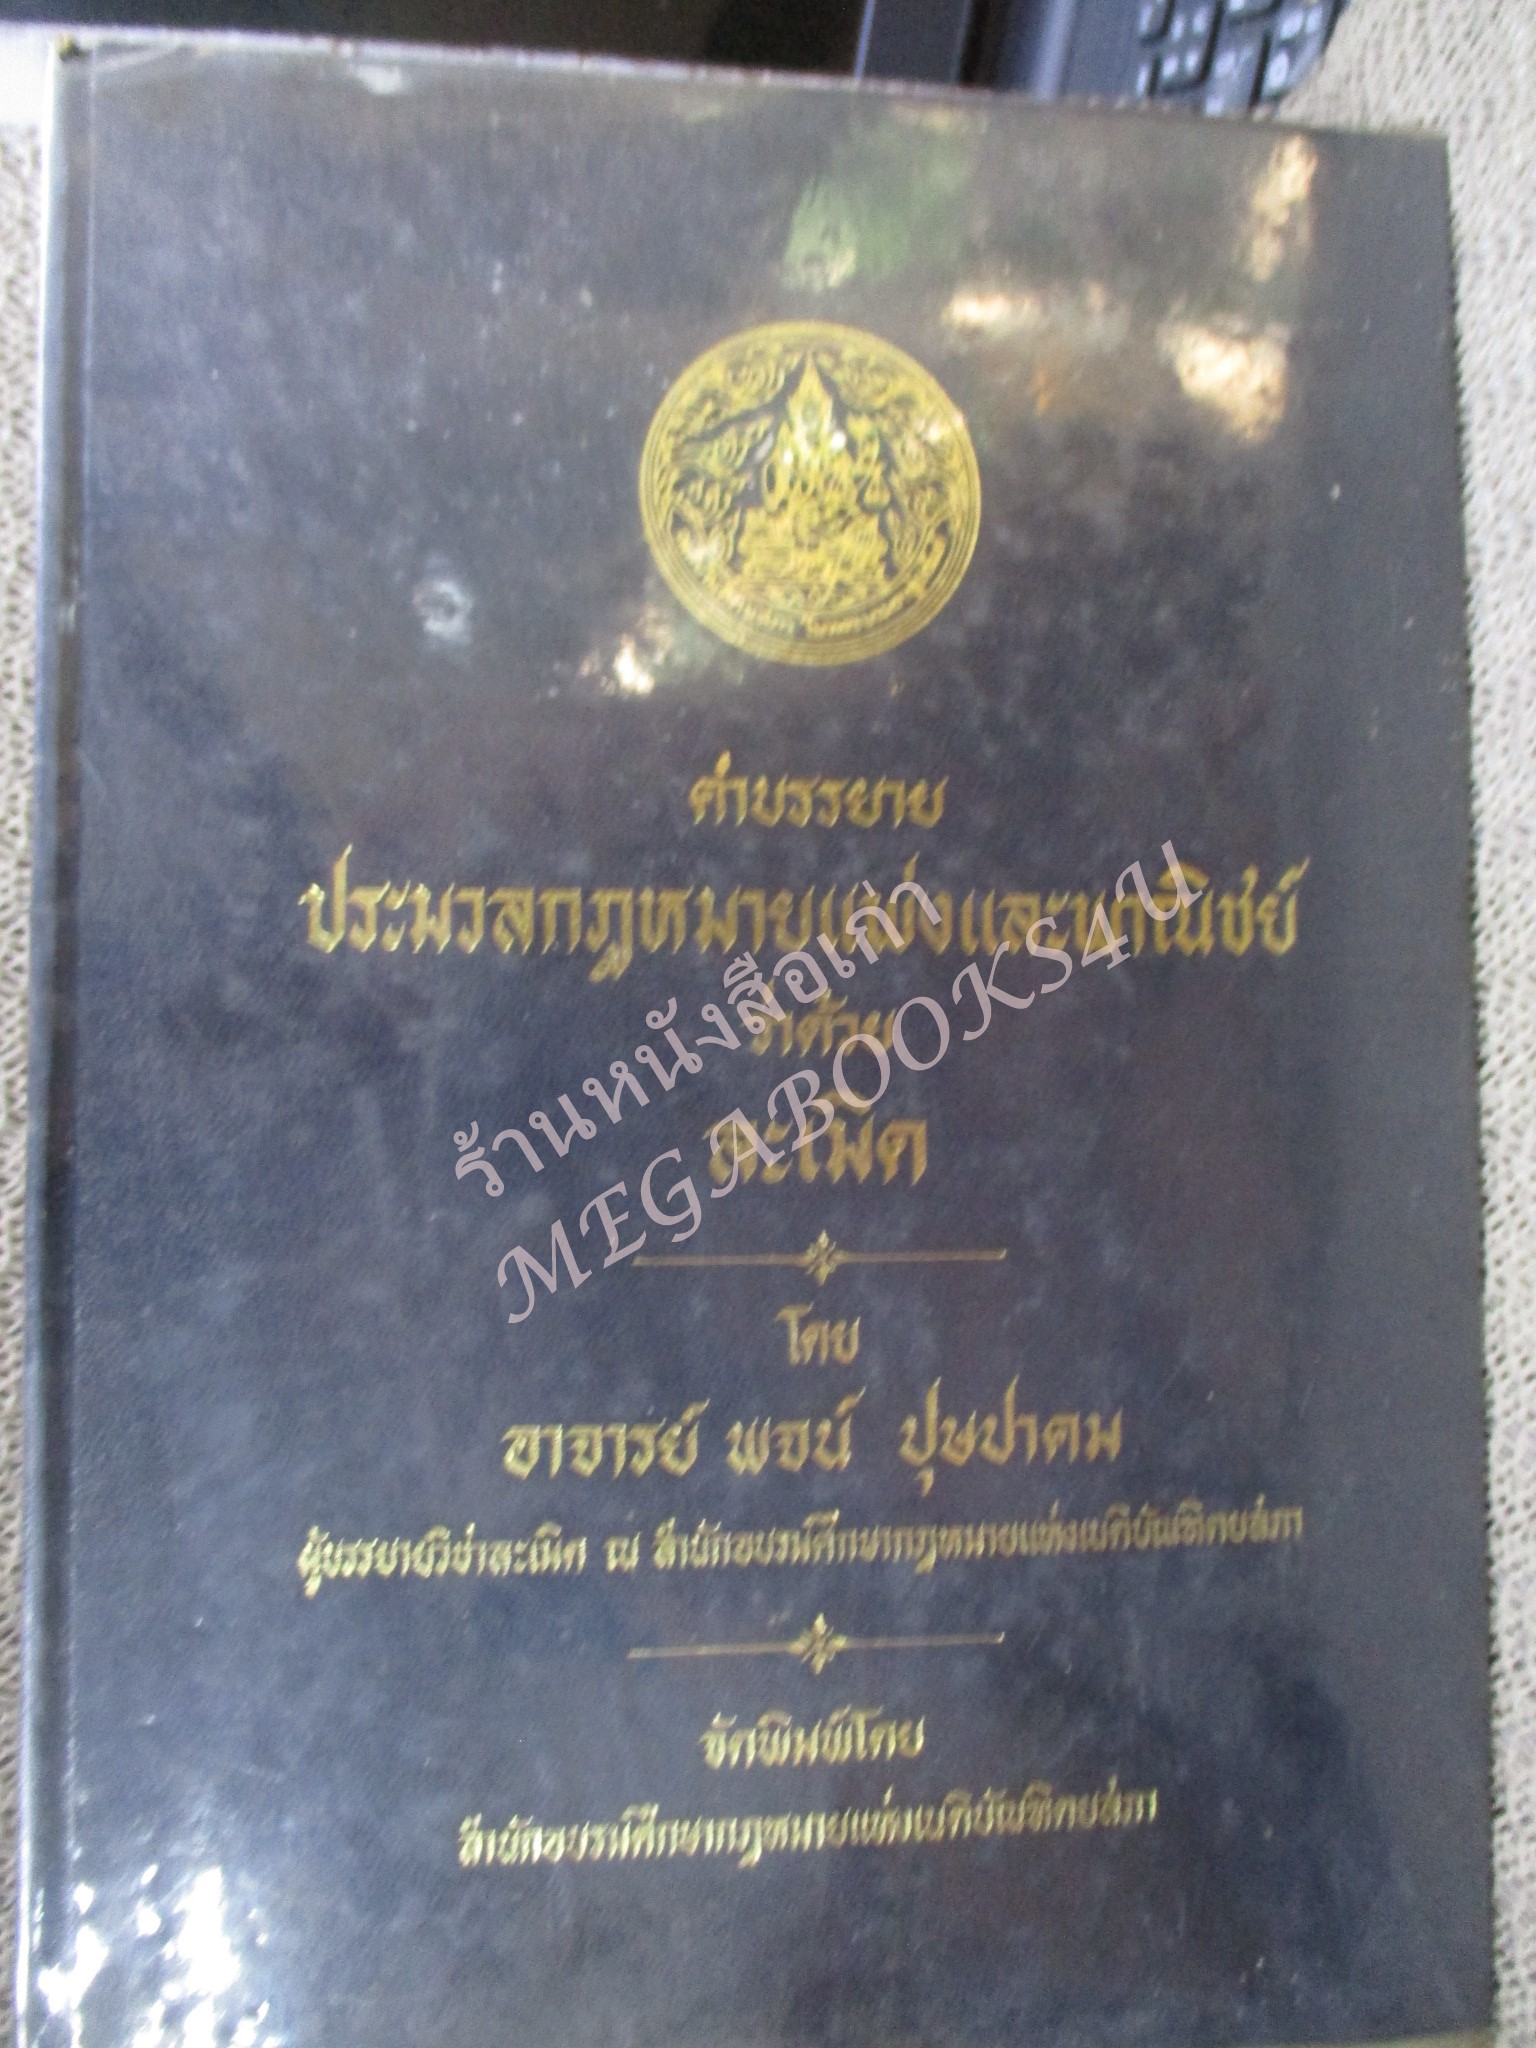 คำบรรยาย
ประมวลกฎหมายแพ่งและพาณิชย์
ว่าด้วย
ละเมิด
ร้านหนังสือเก่า
MEGABOOKS4U
โดย
อาจารย์ พจน์ ปุษปาคม
ผู้บรรยายวิชาละเมิด ณ สำนักอบรมศึกษากฎหมายแห่งเนติบัณฑิตยสภา
จัดพิมพ์โดย
สำนักอบรมศึกษากฎหมายแห่งเนติบัณฑิตยสภา